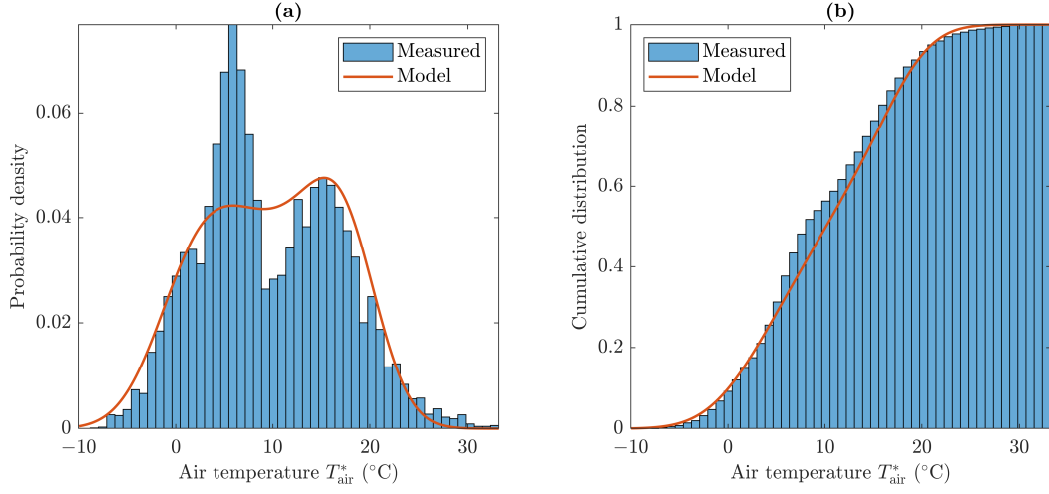 (a)
Measured
Model
0.06
0.04
0.02
0
Probability density
−10 0 10 20 30
Air temperature T*air (°C)
(b)
Measured
Model
1
0.8
0.6
0.4
0.2
0
Cumulative distribution
−10 0 10 20 30
Air temperature T*air (°C)